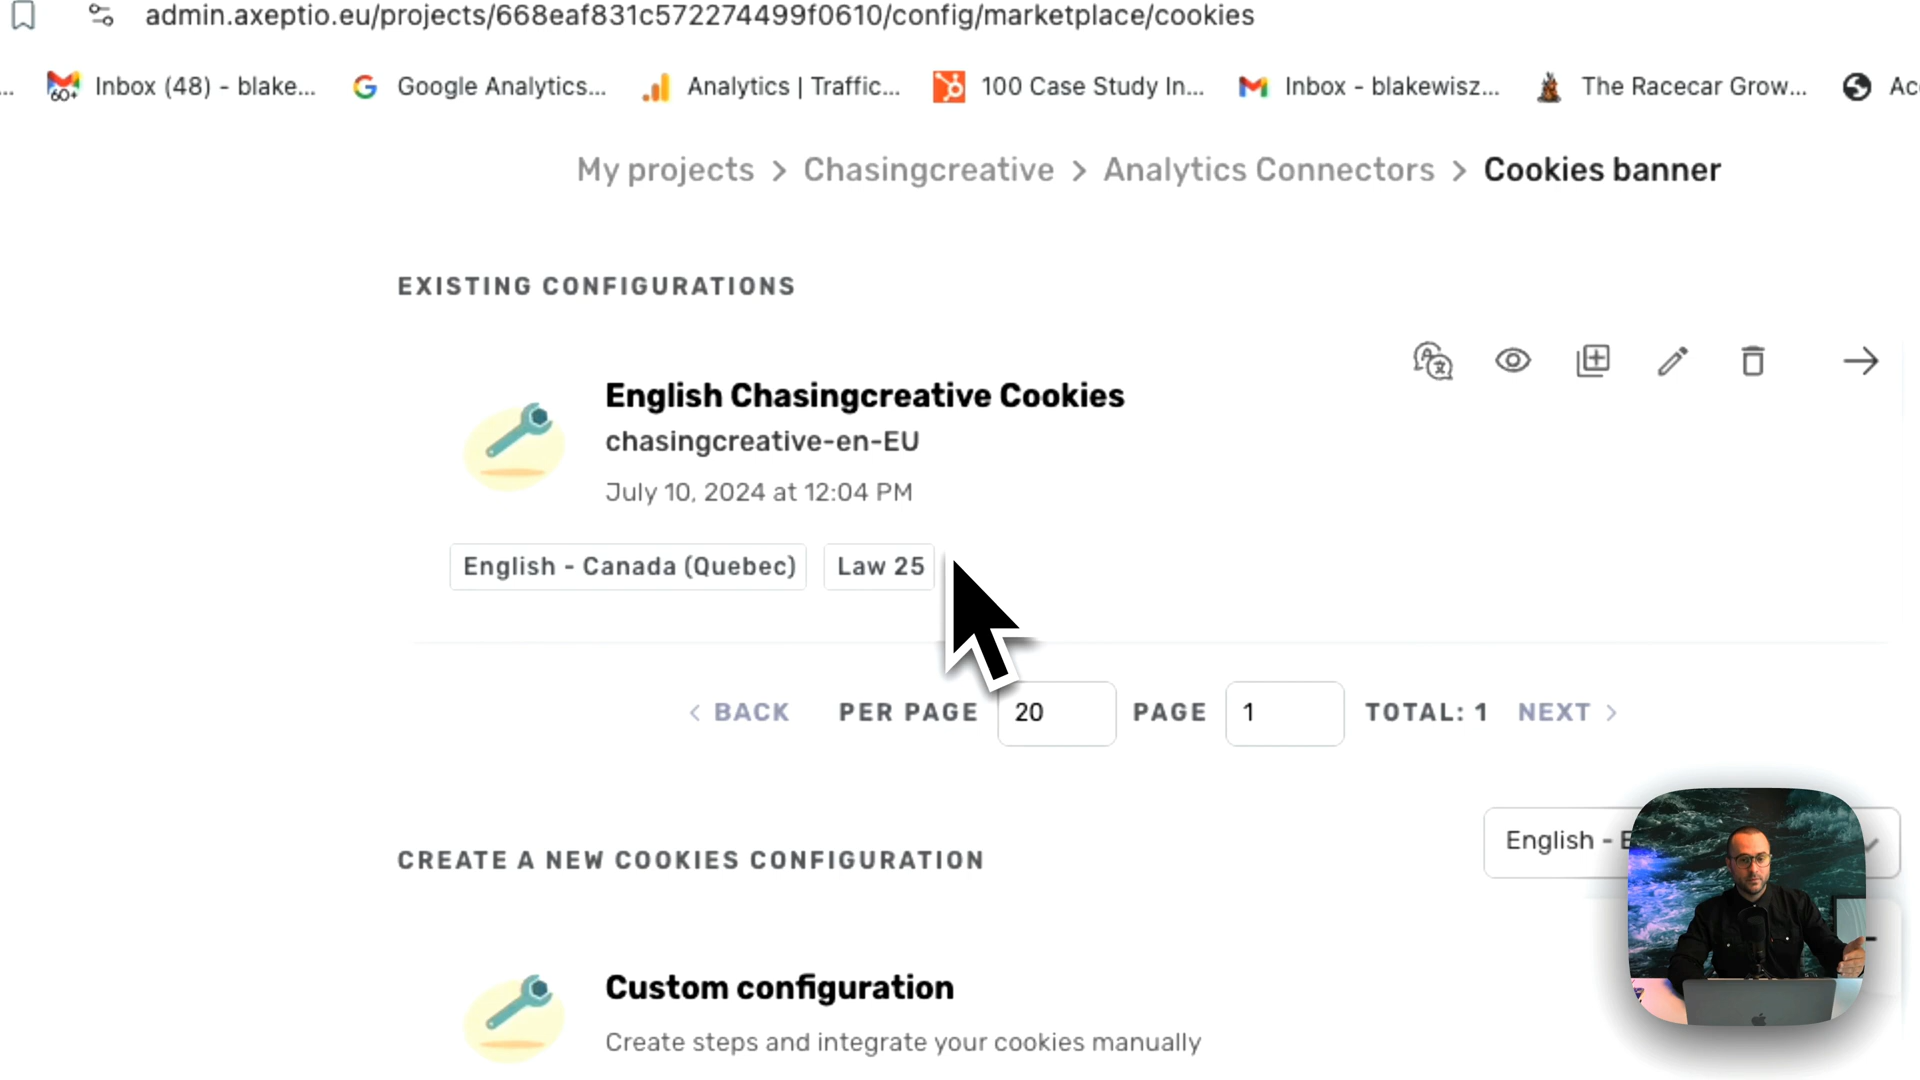 admin.axeptio.eu/projects/668eaf831c572274499f0610/config/marketplace/cookies
... 60+ Inbox (48) - blake... Google Analytics... Analytics | Traffic... 100 Case Study In... Inbox - blakewisz... The Racecar Grow... Ac
My projects > Chasingcreative > Analytics Connectors > Cookies banner
EXISTING CONFIGURATIONS
English Chasingcreative Cookies
chasingcreative-en-EU
July 10, 2024 at 12:04 PM
English - Canada (Quebec) Law 25
< BACK PER PAGE 20 PAGE 1 TOTAL: 1 NEXT >
English - E
CREATE A NEW COOKIES CONFIGURATION
Custom configuration
Create steps and integrate your cookies manually